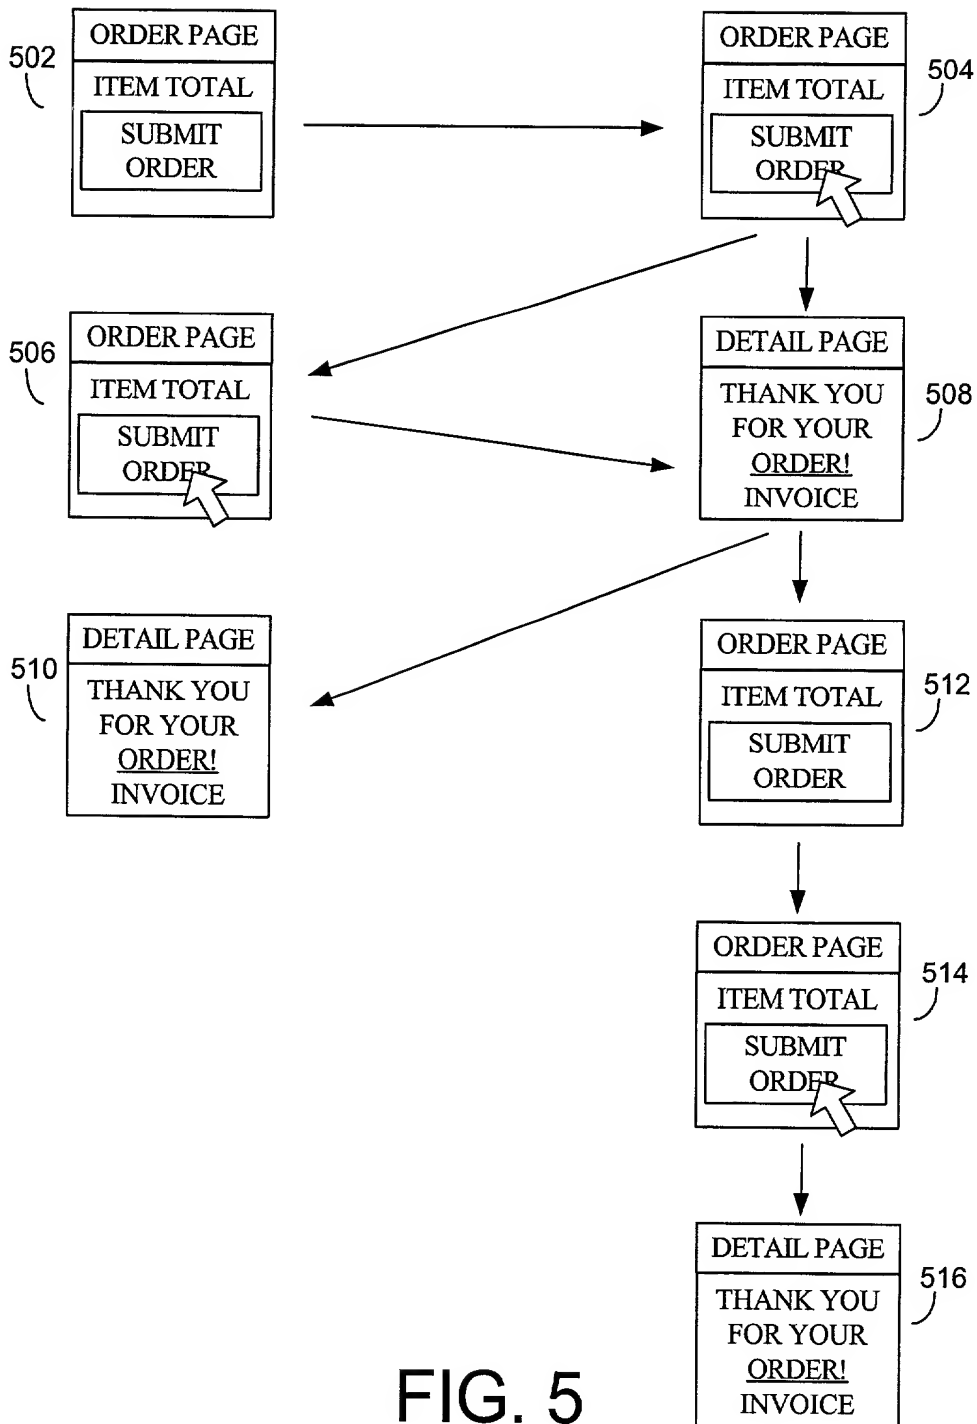 502
ORDER PAGE
ITEM TOTAL
SUBMIT
ORDER
504
ORDER PAGE
ITEM TOTAL
SUBMIT
ORDER
506
ORDER PAGE
ITEM TOTAL
SUBMIT
ORDER
508
DETAIL PAGE
THANK YOU
FOR YOUR
ORDER!
INVOICE
510
DETAIL PAGE
THANK YOU
FOR YOUR
ORDER!
INVOICE
512
ORDER PAGE
ITEM TOTAL
SUBMIT
ORDER
514
ORDER PAGE
ITEM TOTAL
SUBMIT
ORDER
516
DETAIL PAGE
THANK YOU
FOR YOUR
ORDER!
INVOICE
FIG. 5